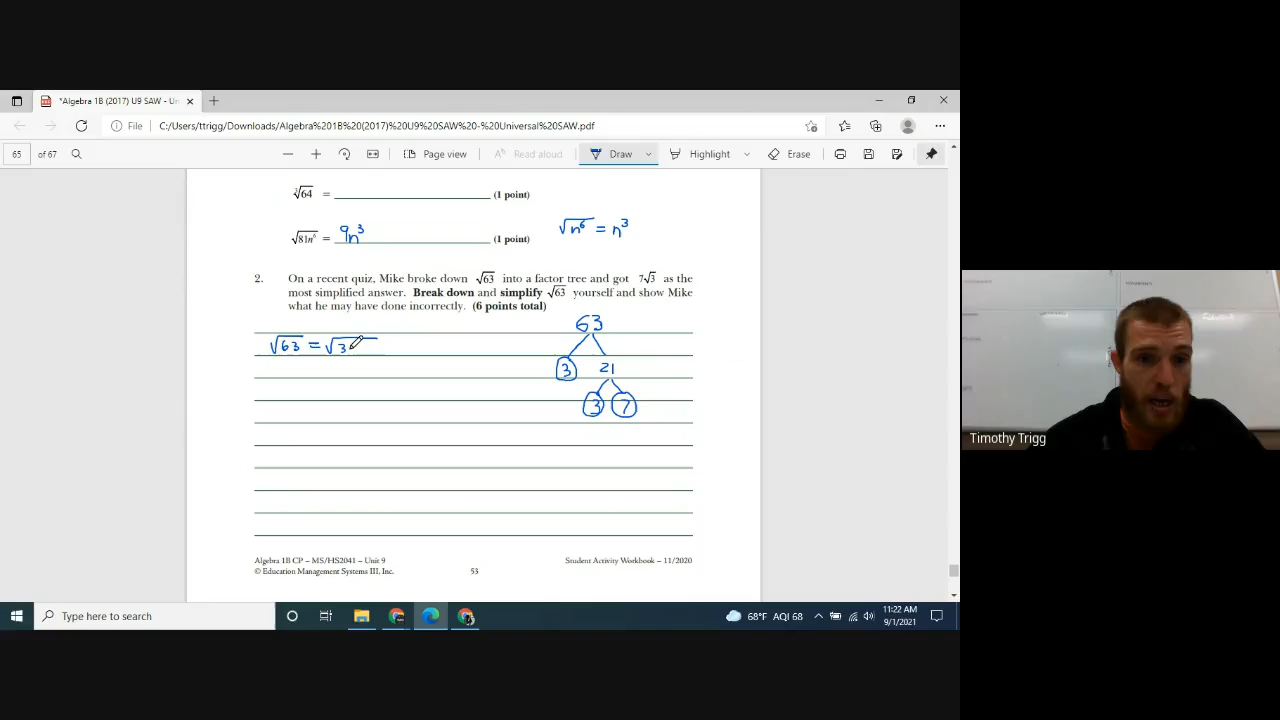 *Algebra 1B (2017) U9 SAW - Un
File C:/Users/ttrigg/Downloads/Algebra%201B%20(2017)%20U9%20SAW%20-%20Universal%20SAW.pdf
65 of 67 Page view Read aloud Draw Highlight Erase
∛64 = (1 point)
√81n⁶ = 9n³ (1 point) √n⁶ = n³
2. On a recent quiz, Mike broke down √63 into a factor tree and got 7√3 as the
most simplified answer. Break down and simplify √63 yourself and show Mike
what he may have done incorrectly. (6 points total)
63
√63 = √3
3 21
3 7
Algebra 1B CP – MS/HS2041 – Unit 9 Student Activity Workbook – 11/2020
© Education Management Systems III, Inc. 53
Timothy Trigg
Type here to search
68°F AQI 68
11:22 AM
9/1/2021